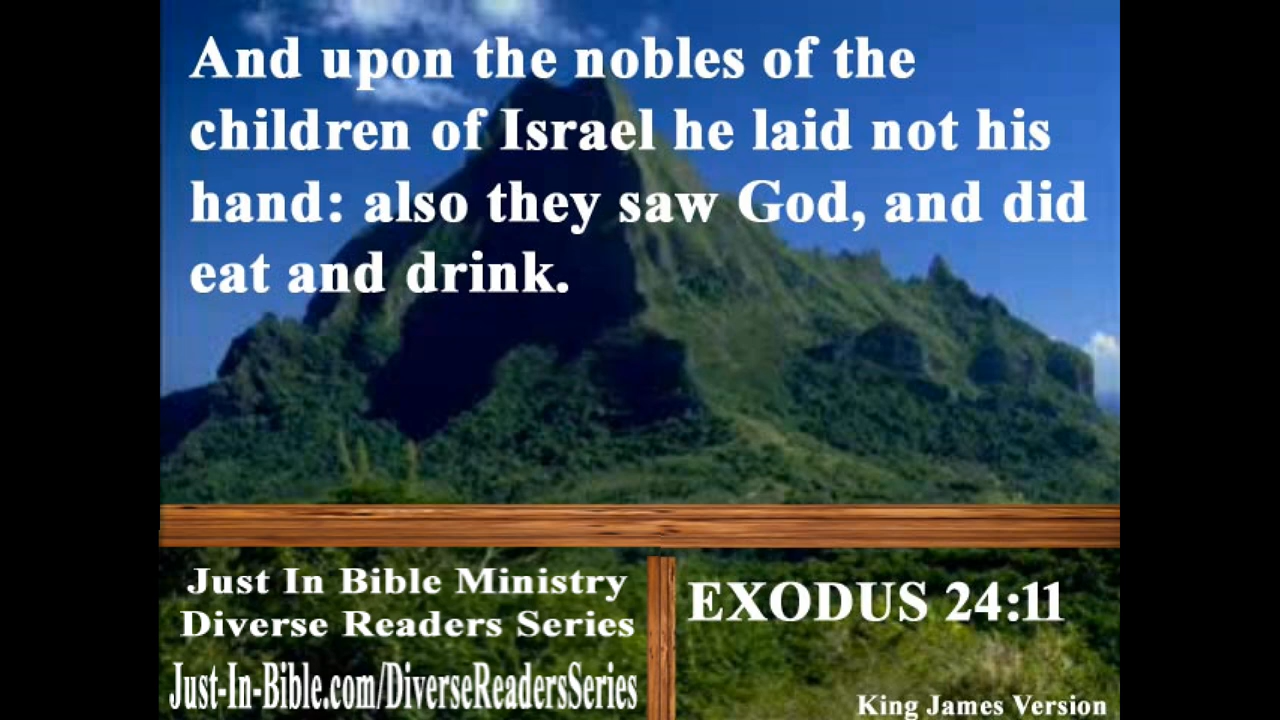 And upon the nobles of the
children of Israel he laid not his
hand: also they saw God, and did
eat and drink.
Just In Bible Ministry
Diverse Readers Series
Just-In-Bible.com/DiverseReadersSeries
EXODUS 24:11
King James Version